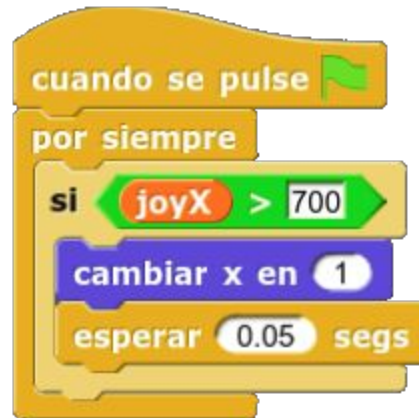 cuando se pulse
por siempre
si joyX > 700
cambiar x en 1
esperar 0.05 segs